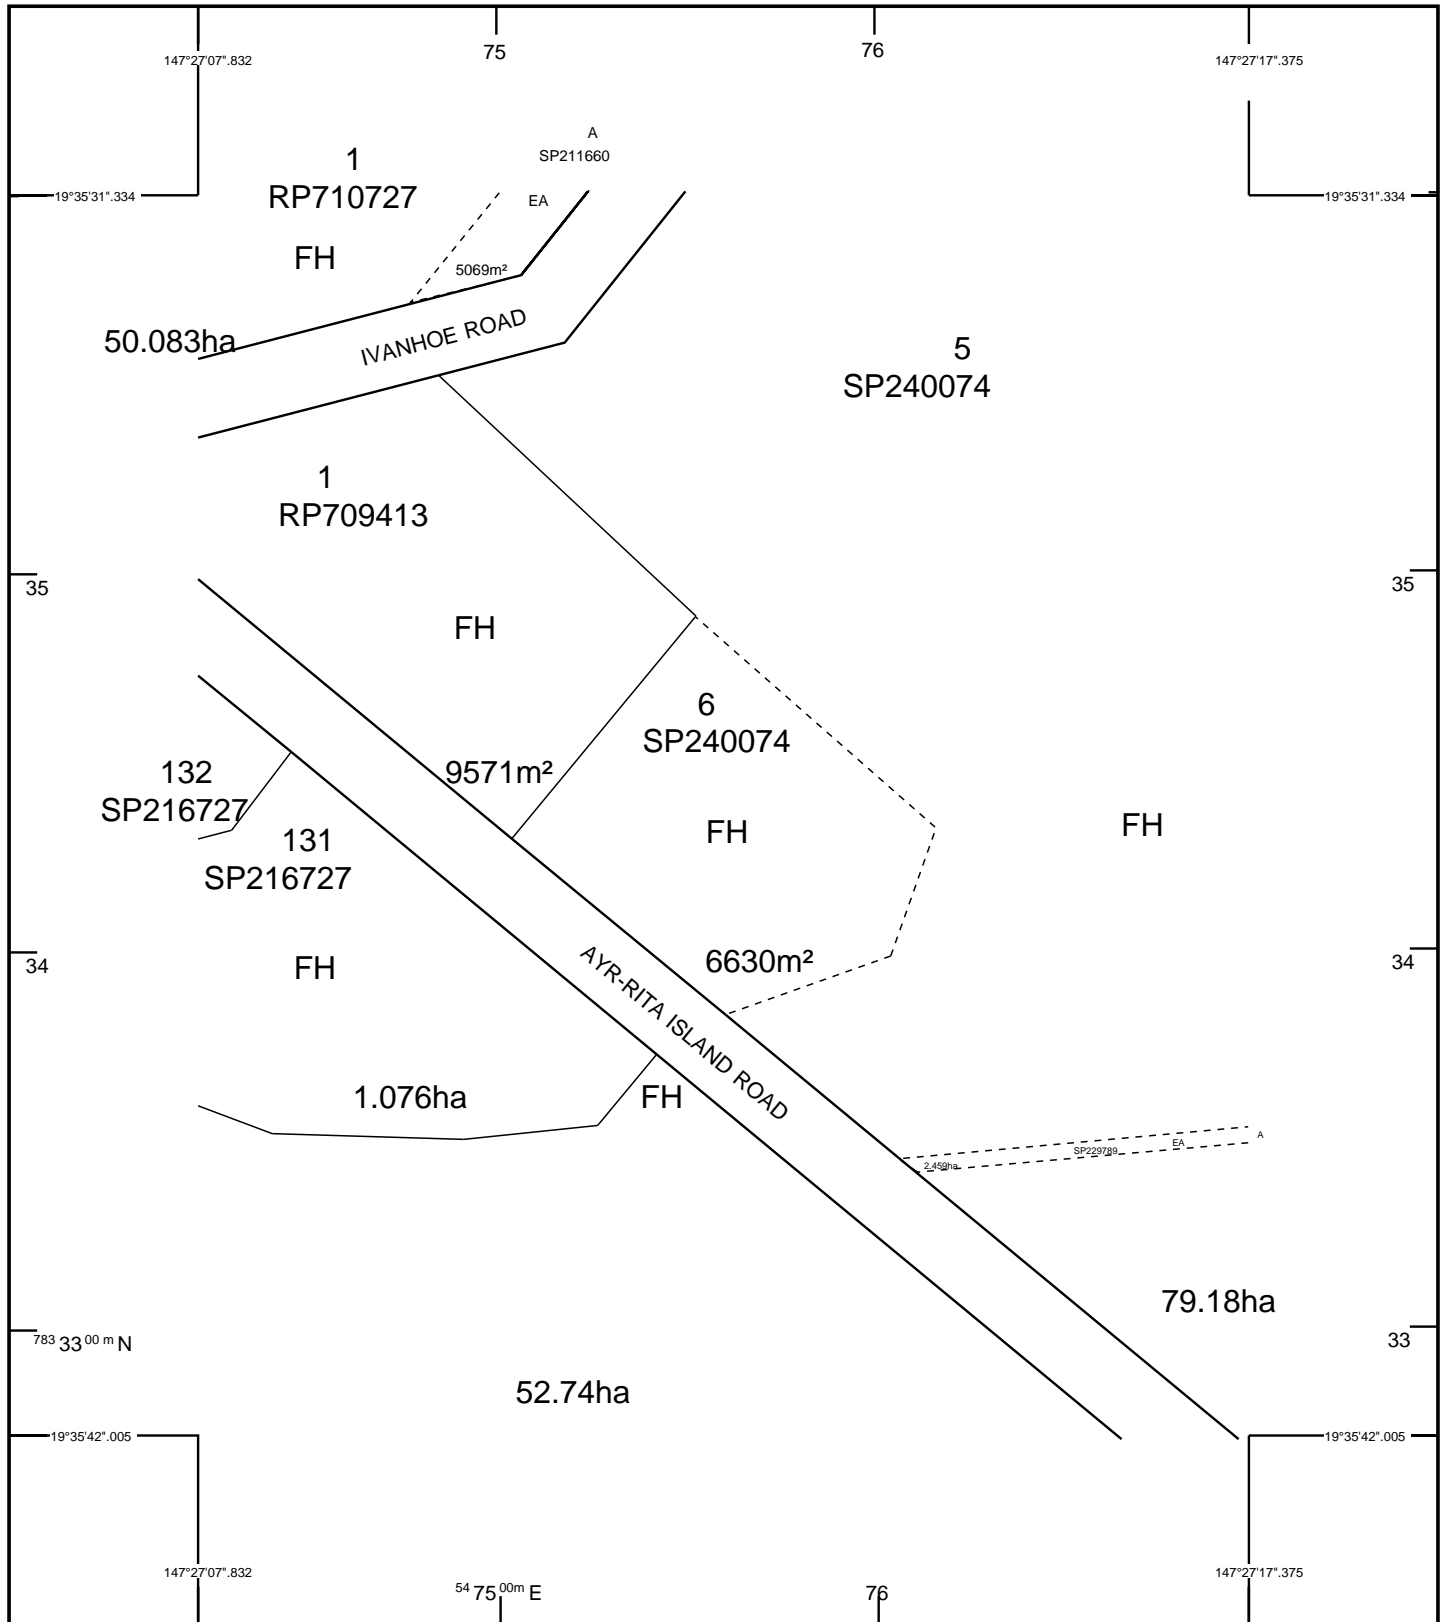 75
76
147°27'07".832
147°27'17".375
A
SP211660
1
RP710727
19°35'31".334
19°35'31".334
EA
FH
5069m²
IVANHOE ROAD
50.083ha
5
SP240074
1
RP709413
35
35
FH
6
SP240074
132
SP216727
9571m²
131
SP216727
FH
FH
34
FH
6630m²
34
AYR-RITA ISLAND ROAD
1.076ha
FH
SP229789
EA
A
2.459ha
79.18ha
783 33 00 m N
33
52.74ha
19°35'42".005
19°35'42".005
147°27'07".832
147°27'17".375
54 75 00m E
76